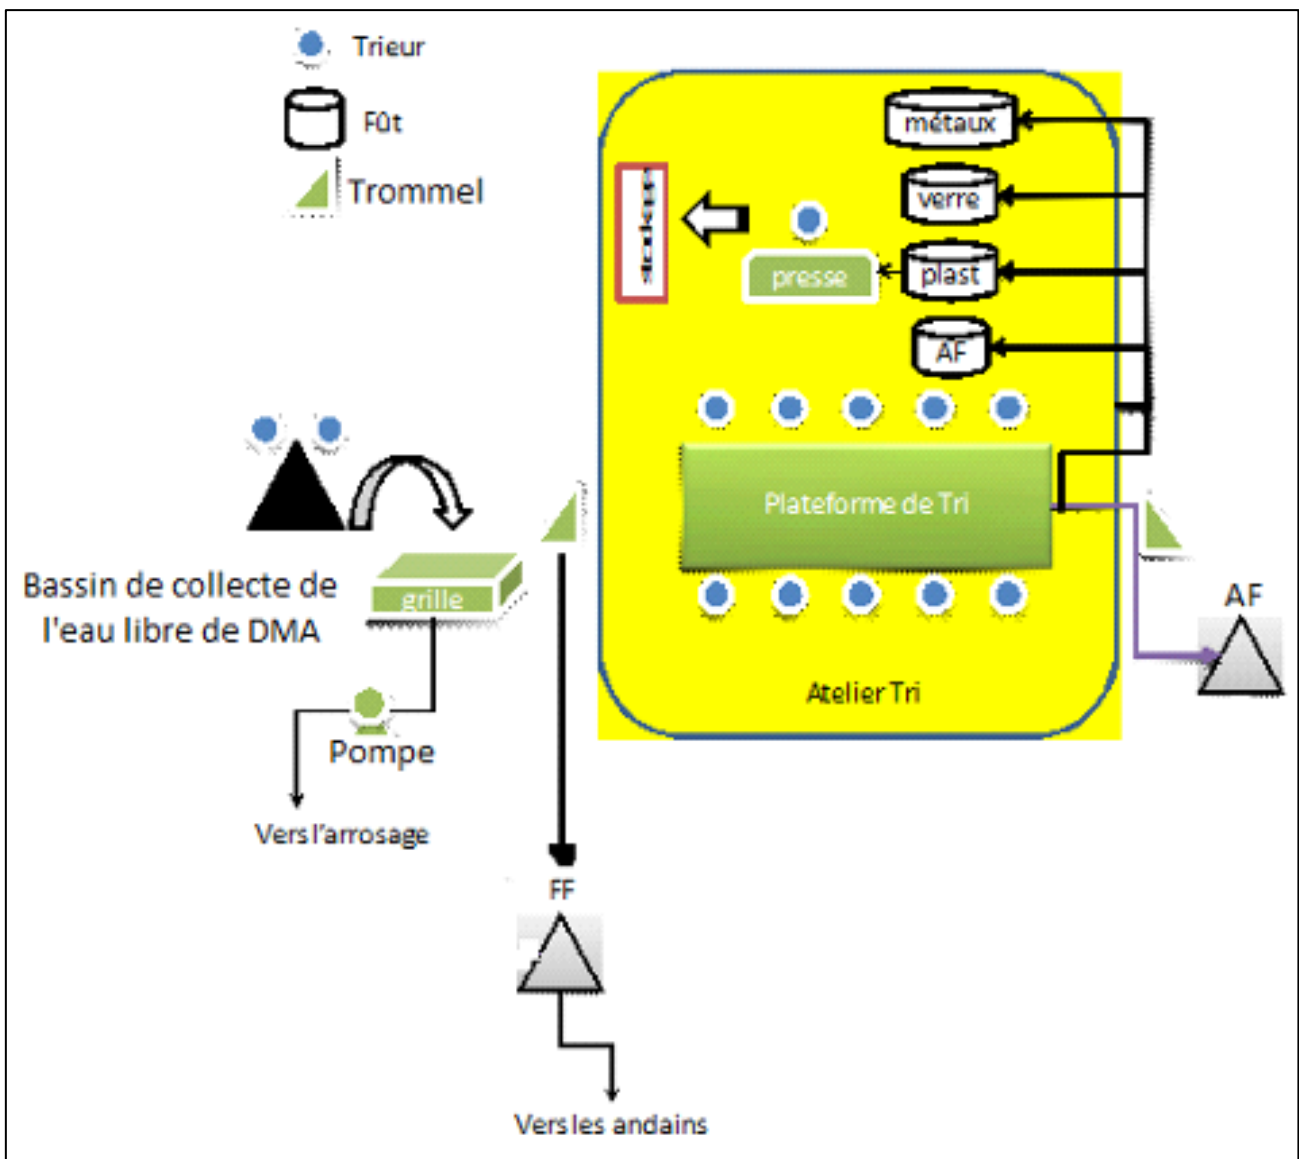 Trieur
Fût
Trommel
métaux
verre
plast
presse
stockage
AF
Plateforme de Tri
Atelier Tri
AF
grille
Bassin de collecte de
l'eau libre de DMA
Pompe
Vers l'arrosage
FF
Vers les andains